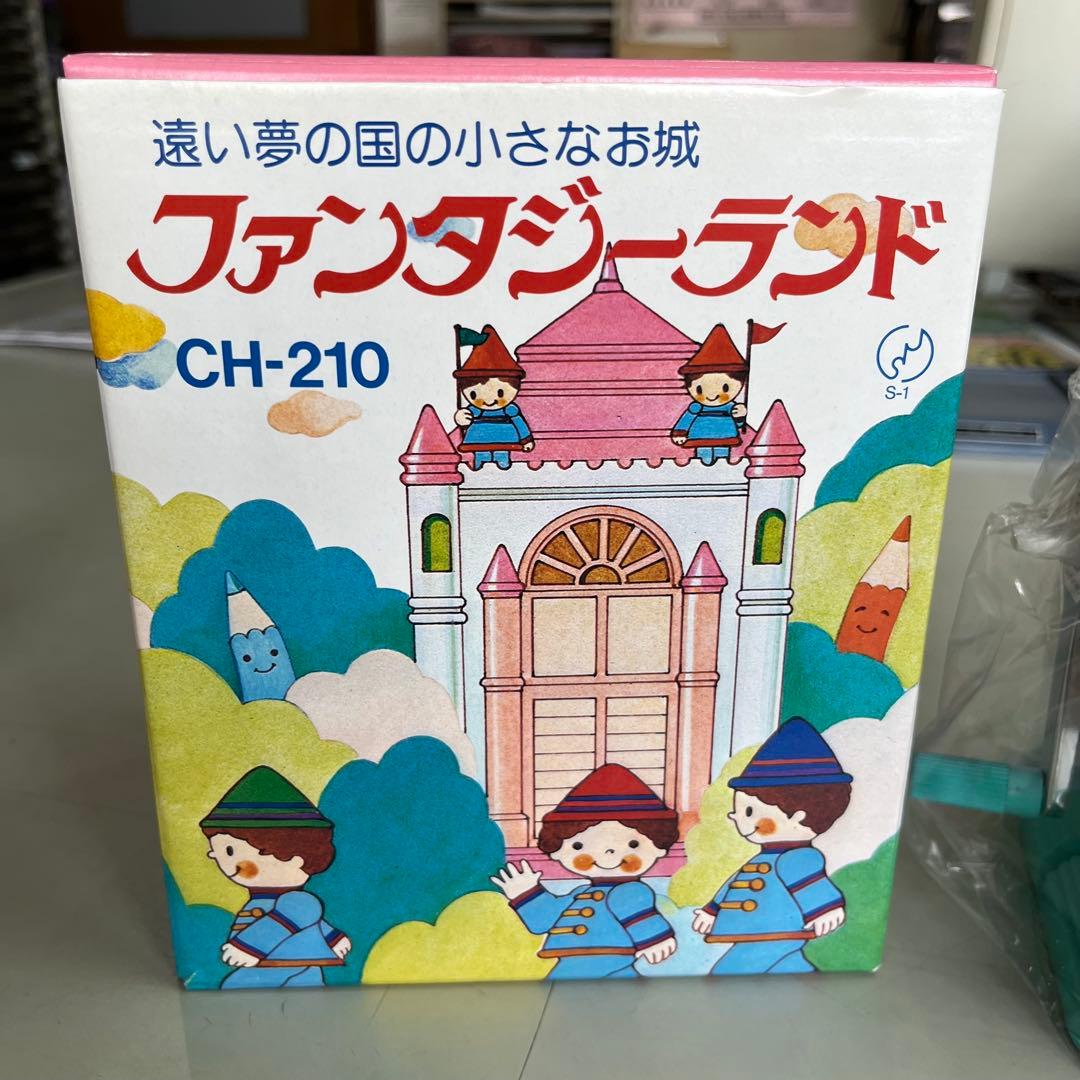 遠い夢の国の小さなお城
ファンタジーランド
CH-210
S-1